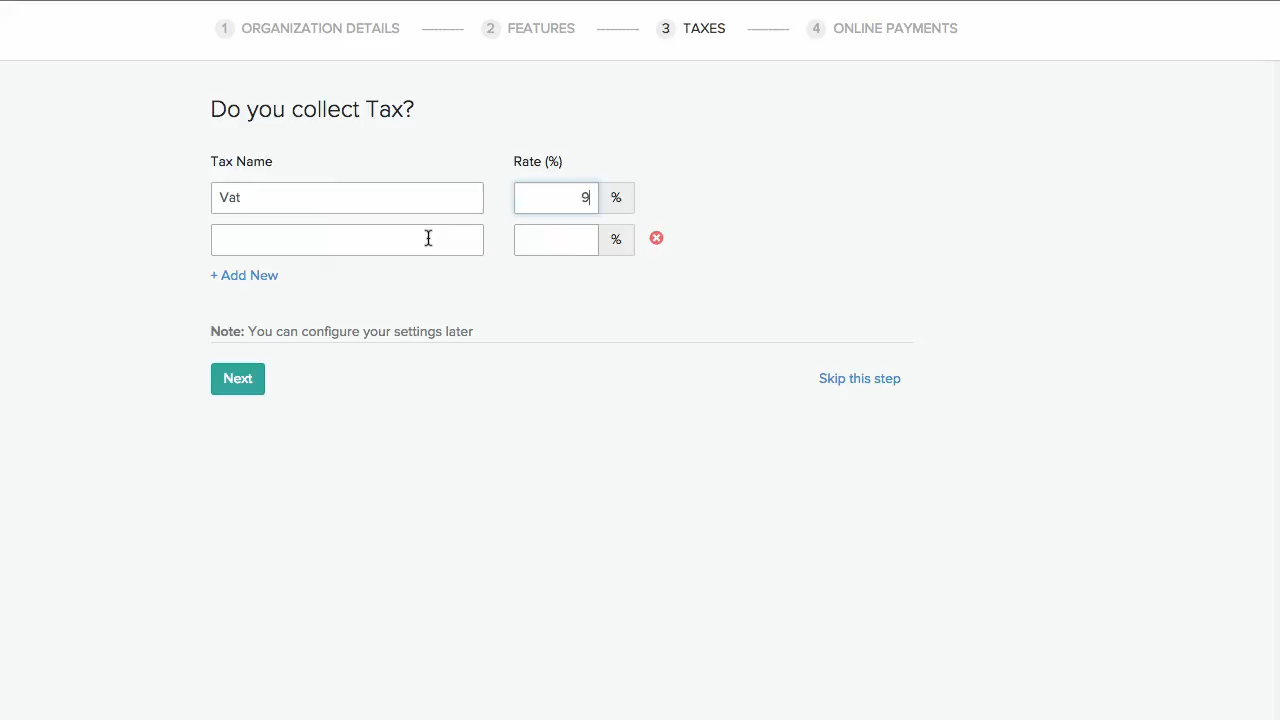 1 ORGANIZATION DETAILS 2 FEATURES 3 TAXES 4 ONLINE PAYMENTS
Do you collect Tax?
Tax Name Rate (%)
Vat 9 %
%
+ Add New
Note: You can configure your settings later
Next Skip this step